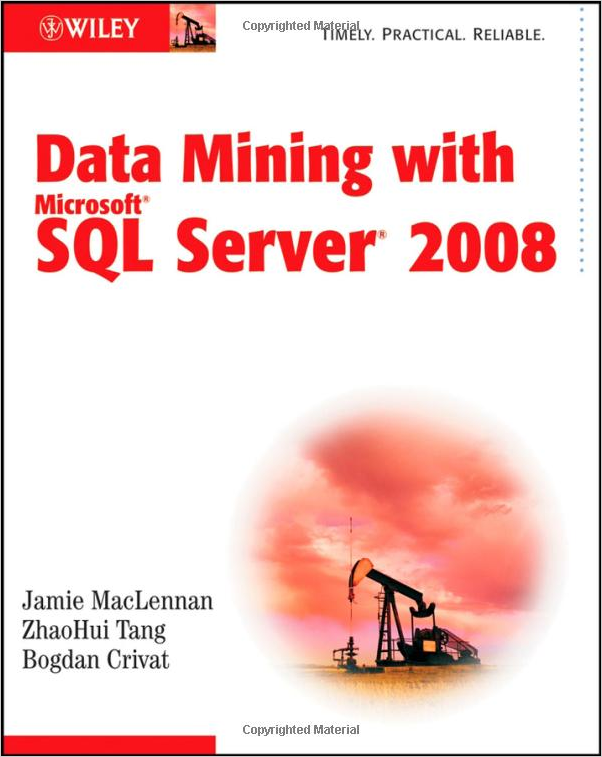 WILEY
Copyrighted Material
TIMELY. PRACTICAL. RELIABLE.
Data Mining with
Microsoft®
SQL Server® 2008
Jamie MacLennan
ZhaoHui Tang
Bogdan Crivat
Copyrighted Material